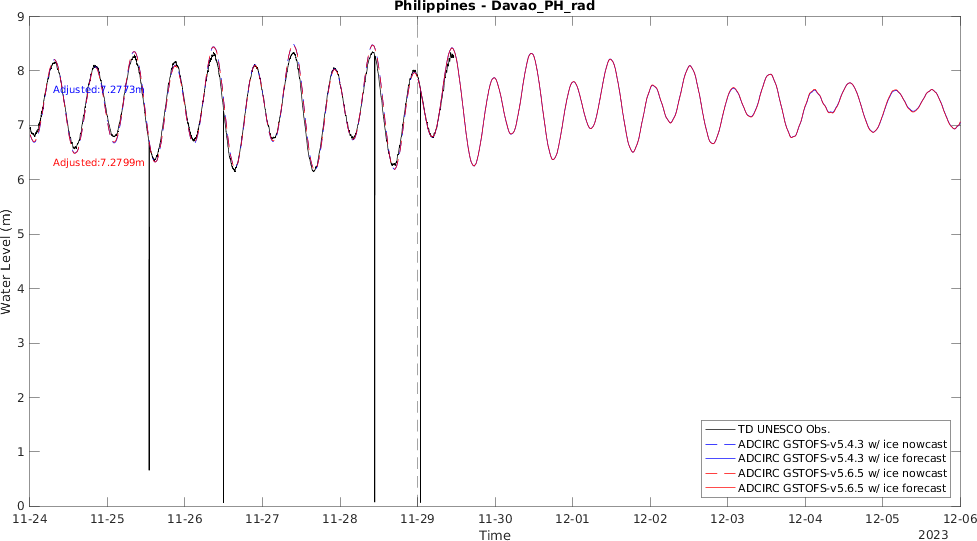 Philippines - Davao_PH_rad
9
8
7
6
5
4
3
2
1
0
Water Level (m)
Adjusted:7.2773m
Adjusted:7.2799m
TD UNESCO Obs.
ADCIRC GSTOFS-v5.4.3 w/ ice nowcast
ADCIRC GSTOFS-v5.4.3 w/ ice forecast
ADCIRC GSTOFS-v5.6.5 w/ ice nowcast
ADCIRC GSTOFS-v5.6.5 w/ ice forecast
11-24 11-25 11-26 11-27 11-28 11-29 11-30 12-01 12-02 12-03 12-04 12-05 12-06
Time
2023